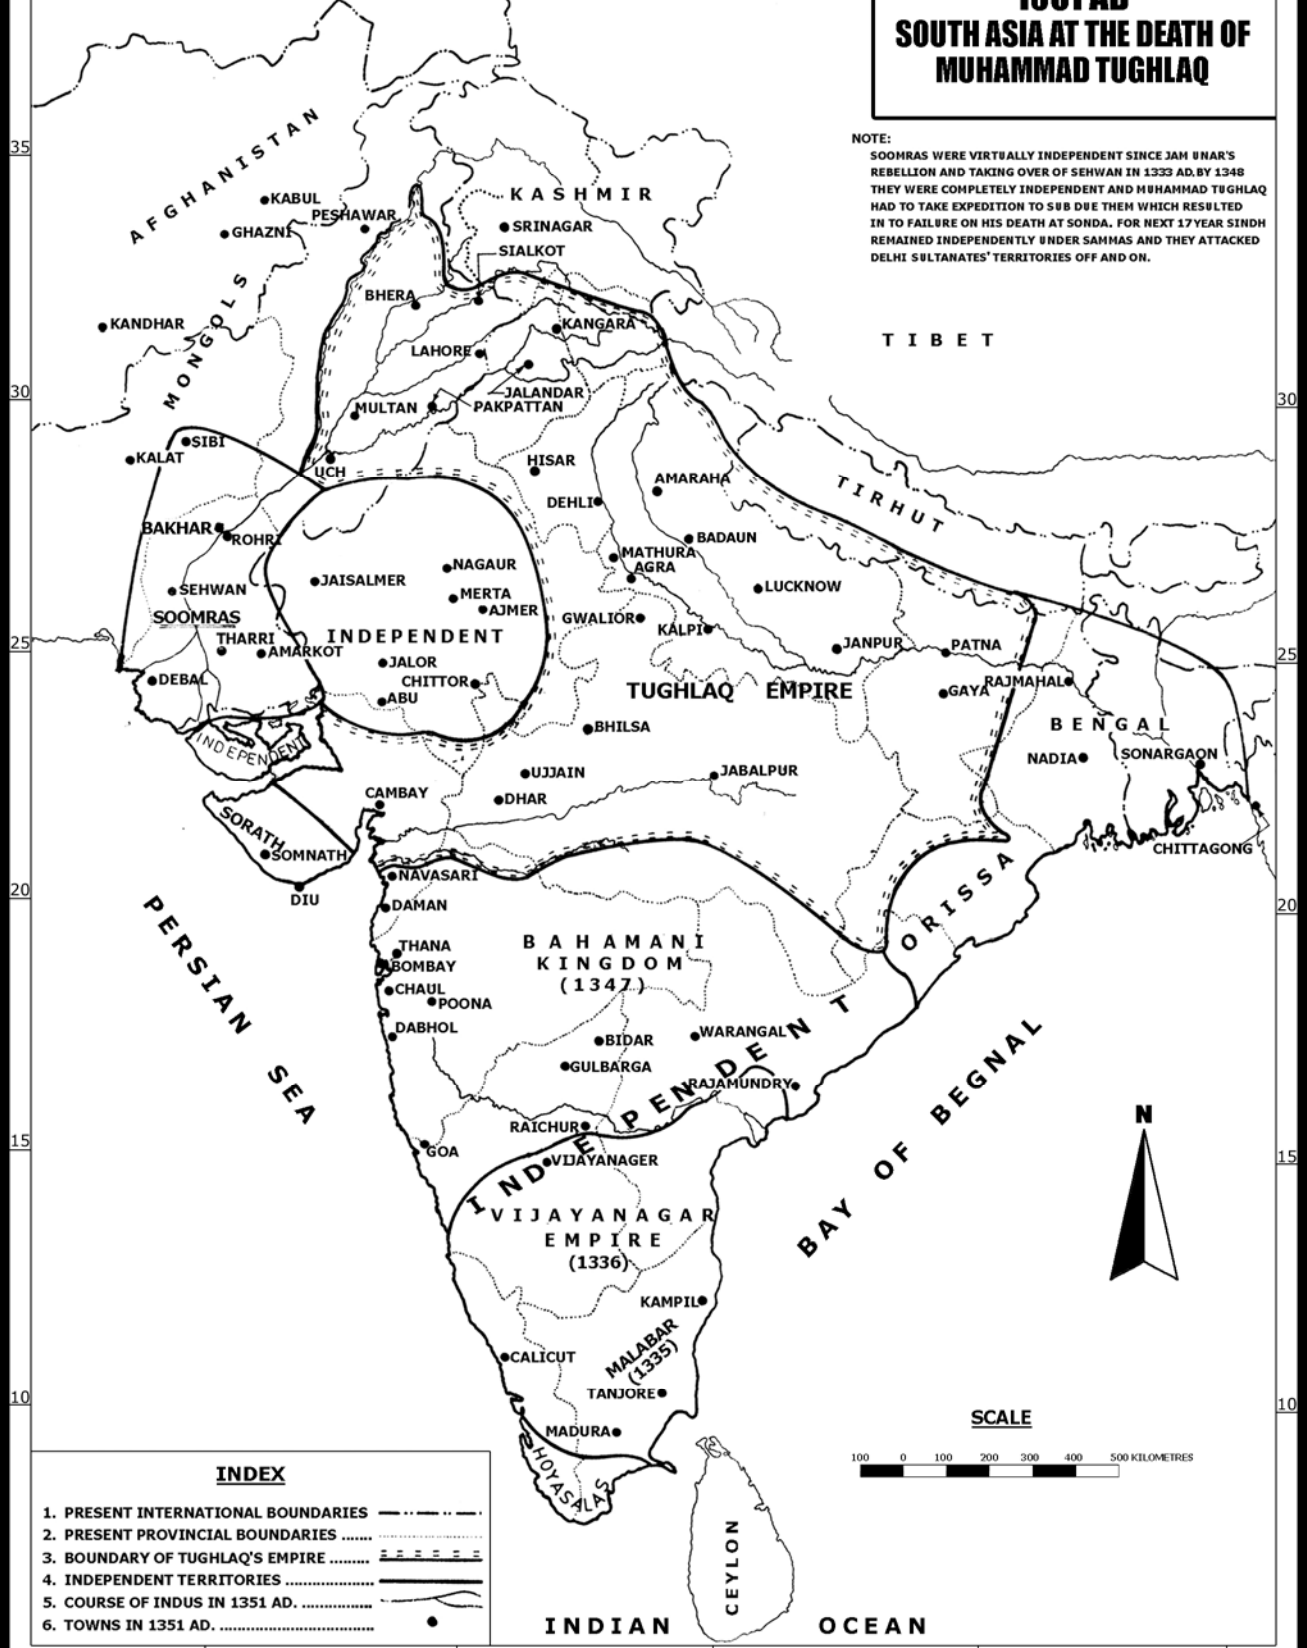 SOUTH ASIA AT THE DEATH OF
MUHAMMAD TUGHLAQ
NOTE:
SOOMRAS WERE VIRTUALLY INDEPENDENT SINCE JAM UNAR'S
REBELLION AND TAKING OVER OF SEHWAN IN 1333 AD.BY 1348
THEY WERE COMPLETELY INDEPENDENT AND MUHAMMAD TUGHLAQ
HAD TO TAKE EXPEDITION TO SUB DUE THEM WHICH RESULTED
IN TO FAILURE ON HIS DEATH AT SONDA. FOR NEXT 17 YEAR SINDH
REMAINED INDEPENDENTLY UNDER SAMMAS AND THEY ATTACKED
DELHI SULTANATES' TERRITORIES OFF AND ON.
35
AFGHANISTAN
KABUL
PESHAWAR
GHAZNI
KASHMIR
SRINAGAR
SIALKOT
BHERA
KANDHAR
MONGOLS
KANGARA
LAHORE
TIBET
30
30
JALANDAR
MULTAN
PAKPATTAN
SIBI
KALAT
UCH
HISAR
AMARAHA
DEHLI
TIRHUT
BAKHAR
ROHRI
BADAUN
MATHURA
AGRA
NAGAUR
JAISALMER
SEHWAN
MERTA
LUCKNOW
AJMER
SOOMRAS
GWALIOR
KALPI
THARRI
INDEPENDENT
AMARKOT
JANPUR
PATNA
25
25
JALOR
DEBAL
CHITTOR
ABU
TUGHLAQ EMPIRE
GAYA
RAJMAHAL
BHILSA
BENGAL
INDEPENDENT
NADIA
SONARGAON
UJJAIN
JABALPUR
CAMBAY
DHAR
SORATH
SOMNATH
CHITTAGONG
NAVASARI
DIU
20
20
DAMAN
ORISSA
PERSIAN SEA
THANA
BOMBAY
BAHAMANI
KINGDOM
(1347)
CHAUL
POONA
DABHOL
BIDAR
WARANGAL
GULBARGA
RAJAMUNDRY
INDEPENDENT
RAICHUR
15
15
GOA
VIJAYANAGER
BAY OF BEGNAL
N
VIJAYANAGAR
EMPIRE
(1336)
KAMPIL
MALABAR
(1335)
CALICUT
TANJORE
10
10
MADURA
HOYASALAS
SCALE
100 0 100 200 300 400 500 KILOMETRES
CEYLON
INDIAN OCEAN
INDEX
1. PRESENT INTERNATIONAL BOUNDARIES
2. PRESENT PROVINCIAL BOUNDARIES .......
3. BOUNDARY OF TUGHLAQ'S EMPIRE .........
4. INDEPENDENT TERRITORIES ....................
5. COURSE OF INDUS IN 1351 AD. ................
6. TOWNS IN 1351 AD. ....................................